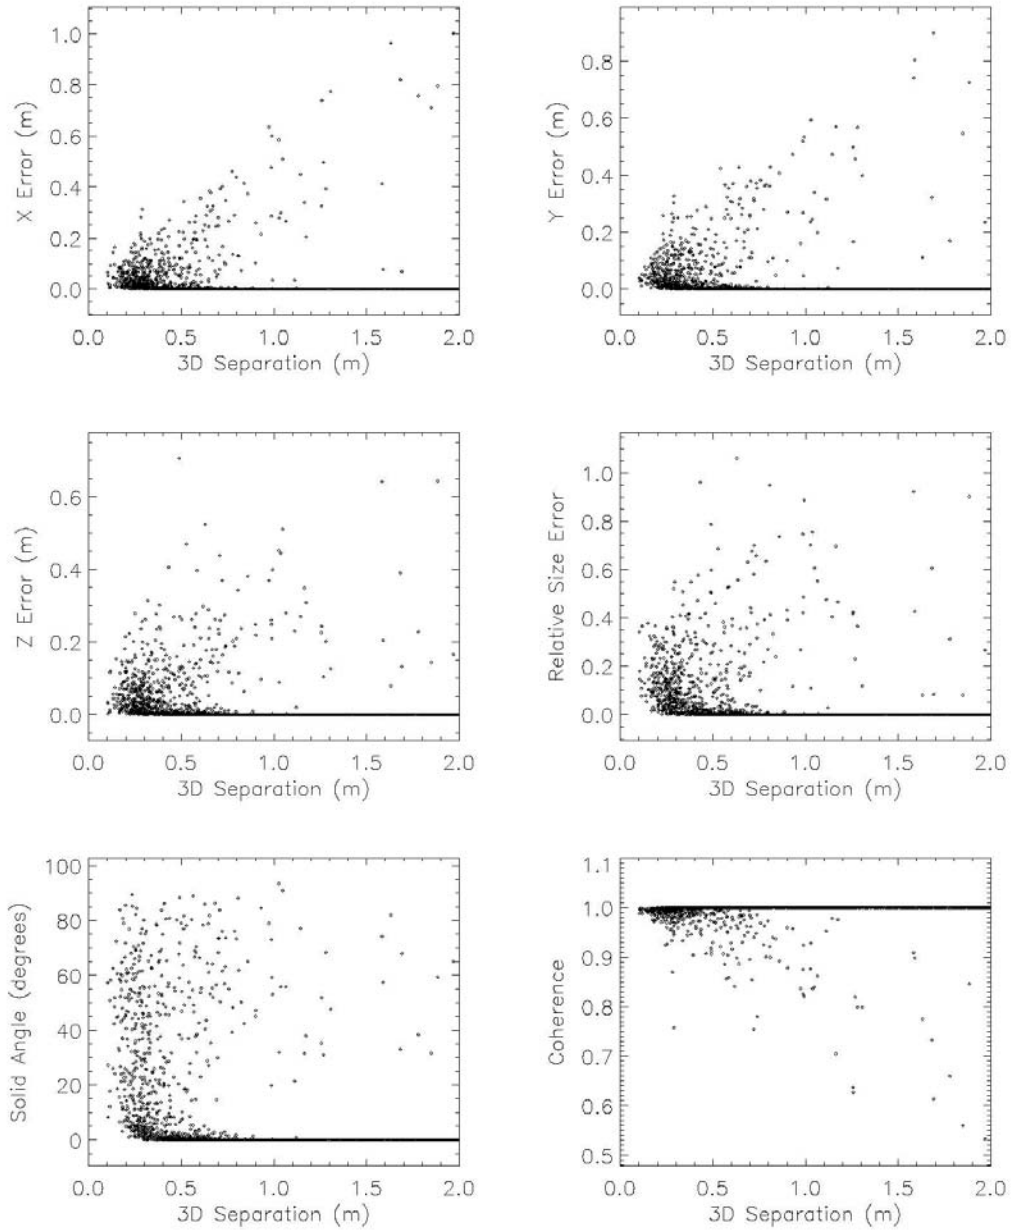 X Error (m)
1.0
0.8
0.6
0.4
0.2
0.0
0.0 0.5 1.0 1.5 2.0
3D Separation (m)
Y Error (m)
0.8
0.6
0.4
0.2
0.0
0.0 0.5 1.0 1.5 2.0
3D Separation (m)
Z Error (m)
0.6
0.4
0.2
0.0
0.0 0.5 1.0 1.5 2.0
3D Separation (m)
Relative Size Error
1.0
0.8
0.6
0.4
0.2
0.0
0.0 0.5 1.0 1.5 2.0
3D Separation (m)
Solid Angle (degrees)
100
80
60
40
20
0
0.0 0.5 1.0 1.5 2.0
3D Separation (m)
Coherence
1.1
1.0
0.9
0.8
0.7
0.6
0.5
0.0 0.5 1.0 1.5 2.0
3D Separation (m)